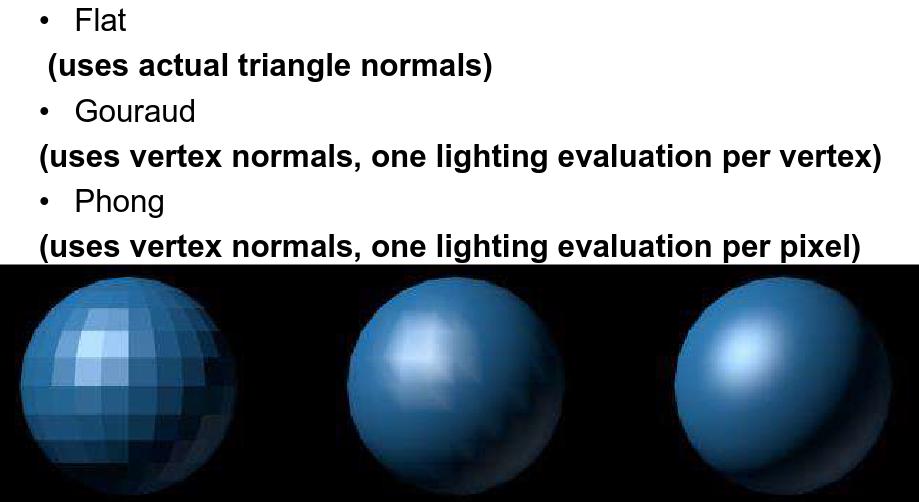 • Flat
(uses actual triangle normals)
• Gouraud
(uses vertex normals, one lighting evaluation per vertex)
• Phong
(uses vertex normals, one lighting evaluation per pixel)